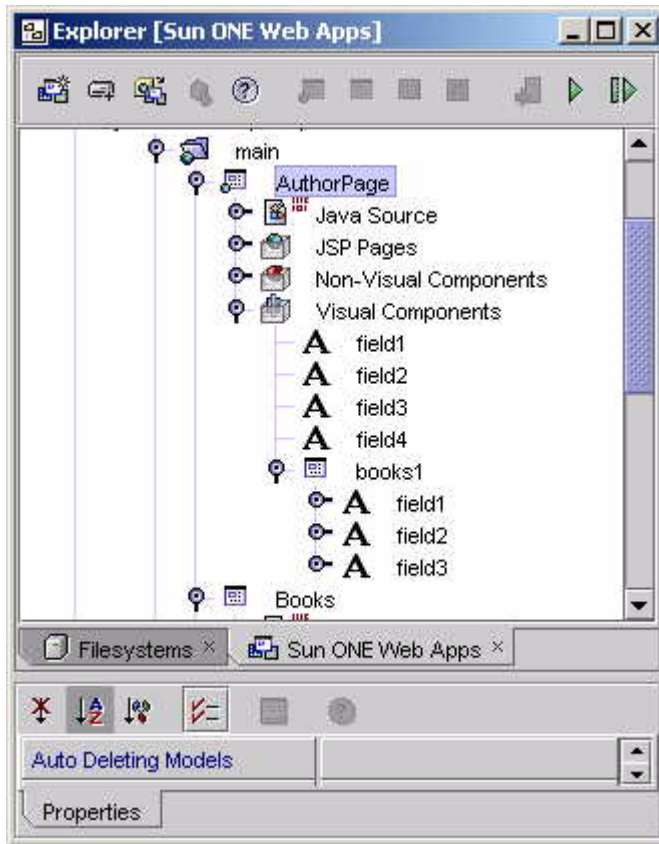 Explorer [Sun ONE Web Apps]
main
AuthorPage
Java Source
JSP Pages
Non-Visual Components
Visual Components
A field1
A field2
A field3
A field4
books1
A field1
A field2
A field3
Books
Filesystems × Sun ONE Web Apps ×
Auto Deleting Models
Properties